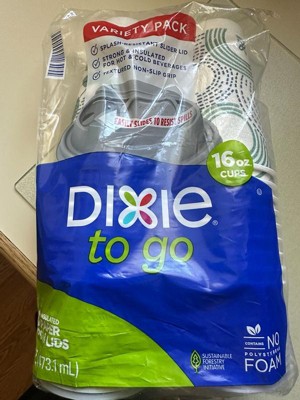 VARIETY PACK
SPLASH-RESISTANT SLIDER LID
STRONG & INSULATED
FOR HOT & COLD BEVERAGES
TEXTURED NON-SLIP GRIP
EASILY SLIDES TO RESIST SPILLS
16 oz
CUPS
DIXIE®
to go
LIDS
(473.1 mL)
SUSTAINABLE
FORESTRY
INITIATIVE
CONTAINS NO
POLYSTYRENE
FOAM